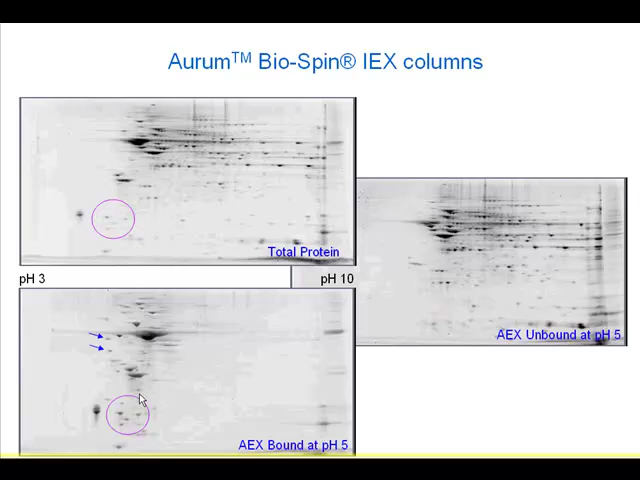 Aurum™ Bio-Spin® IEX columns
Total Protein
pH 3
pH 10
AEX Unbound at pH 5
AEX Bound at pH 5